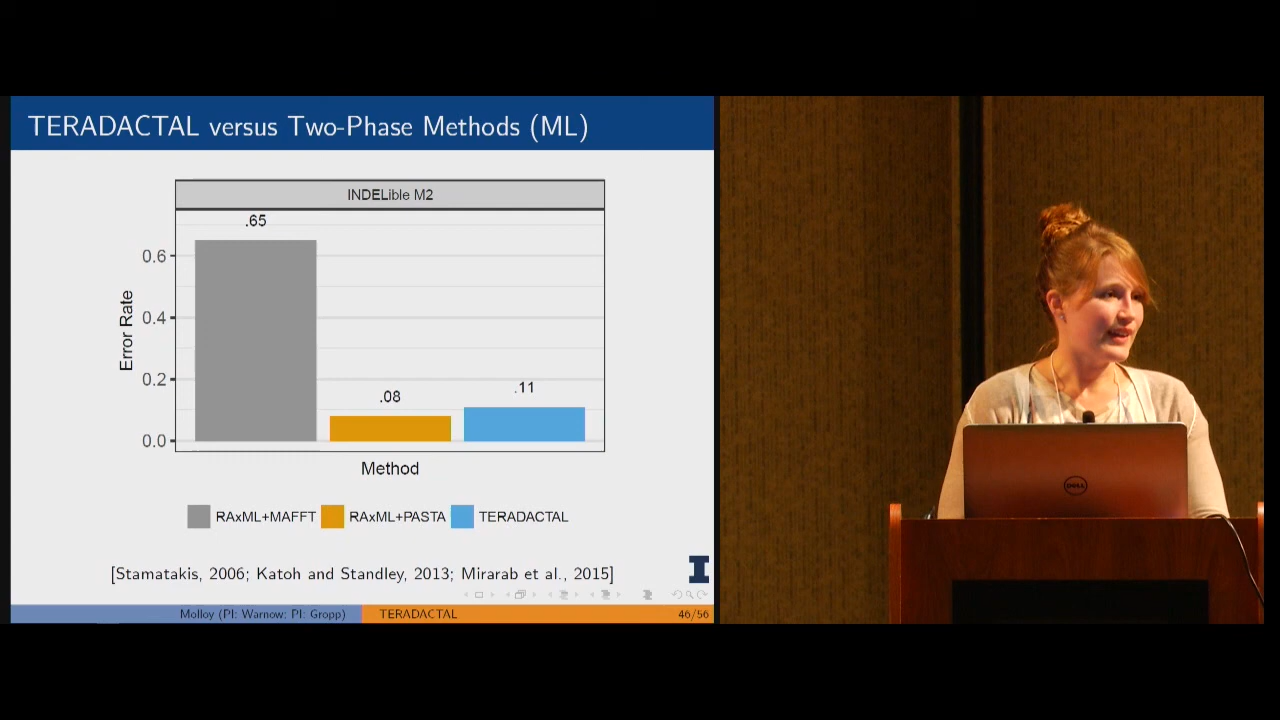 TERADACTAL versus Two-Phase Methods (ML)
INDELible M2
.65
.08
.11
0.6
0.4
0.2
0.0
Error Rate
Method
RAxML+MAFFT RAxML+PASTA TERADACTAL
[Stamatakis, 2006; Katoh and Standley, 2013; Mirarab et al., 2015]
I
Molloy (PI: Warnow; PI: Gropp) TERADACTAL 46/56
DELL